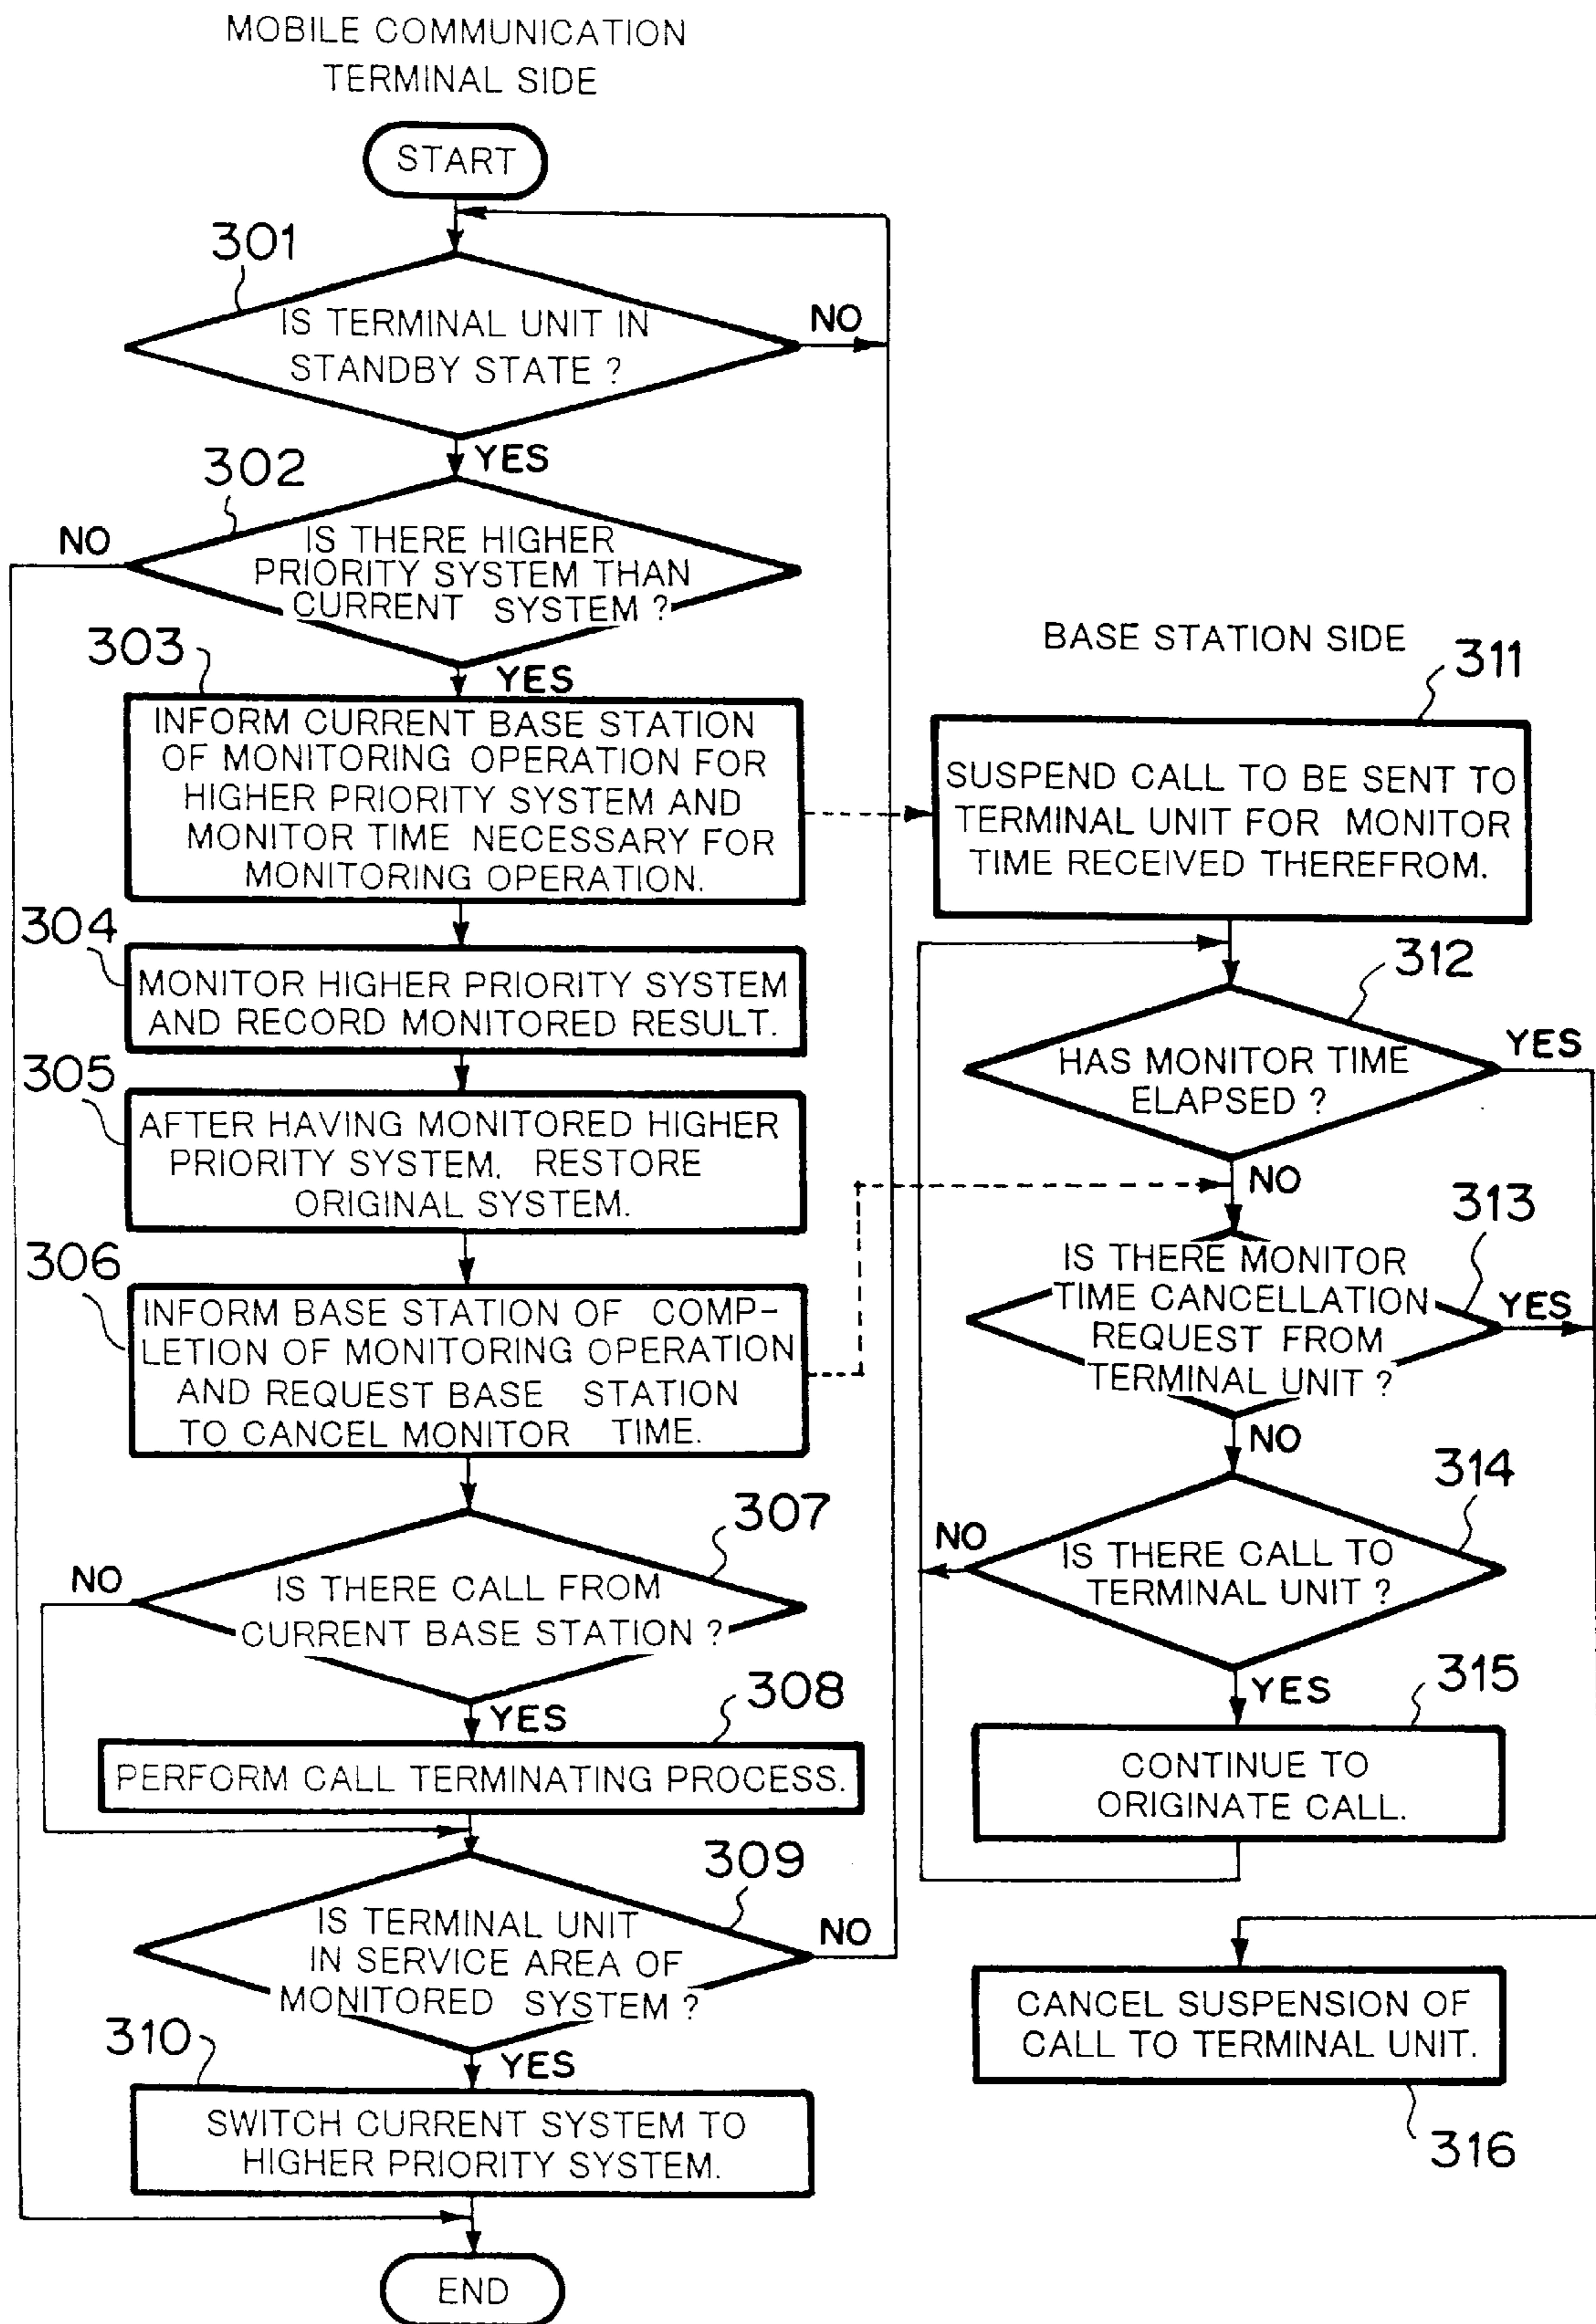 MOBILE COMMUNICATION
TERMINAL SIDE
START
301
IS TERMINAL UNIT IN
STANDBY STATE ?
NO
YES
302
IS THERE HIGHER
PRIORITY SYSTEM THAN
CURRENT SYSTEM ?
NO
YES
303
INFORM CURRENT BASE STATION
OF MONITORING OPERATION FOR
HIGHER PRIORITY SYSTEM AND
MONITOR TIME NECESSARY FOR
MONITORING OPERATION.
304
MONITOR HIGHER PRIORITY SYSTEM
AND RECORD MONITORED RESULT.
305
AFTER HAVING MONITORED HIGHER
PRIORITY SYSTEM. RESTORE
ORIGINAL SYSTEM.
306
INFORM BASE STATION OF COMP-
LETION OF MONITORING OPERATION
AND REQUEST BASE STATION
TO CANCEL MONITOR TIME.
307
IS THERE CALL FROM
CURRENT BASE STATION ?
NO
YES
308
PERFORM CALL TERMINATING PROCESS.
309
IS TERMINAL UNIT
IN SERVICE AREA OF
MONITORED SYSTEM ?
NO
YES
310
SWITCH CURRENT SYSTEM TO
HIGHER PRIORITY SYSTEM.
END
BASE STATION SIDE
311
SUSPEND CALL TO BE SENT TO
TERMINAL UNIT FOR MONITOR
TIME RECEIVED THEREFROM.
312
HAS MONITOR TIME
ELAPSED ?
YES
NO
313
IS THERE MONITOR
TIME CANCELLATION
REQUEST FROM
TERMINAL UNIT ?
YES
NO
314
IS THERE CALL TO
TERMINAL UNIT ?
NO
YES
315
CONTINUE TO
ORIGINATE CALL.
CANCEL SUSPENSION OF
CALL TO TERMINAL UNIT.
316